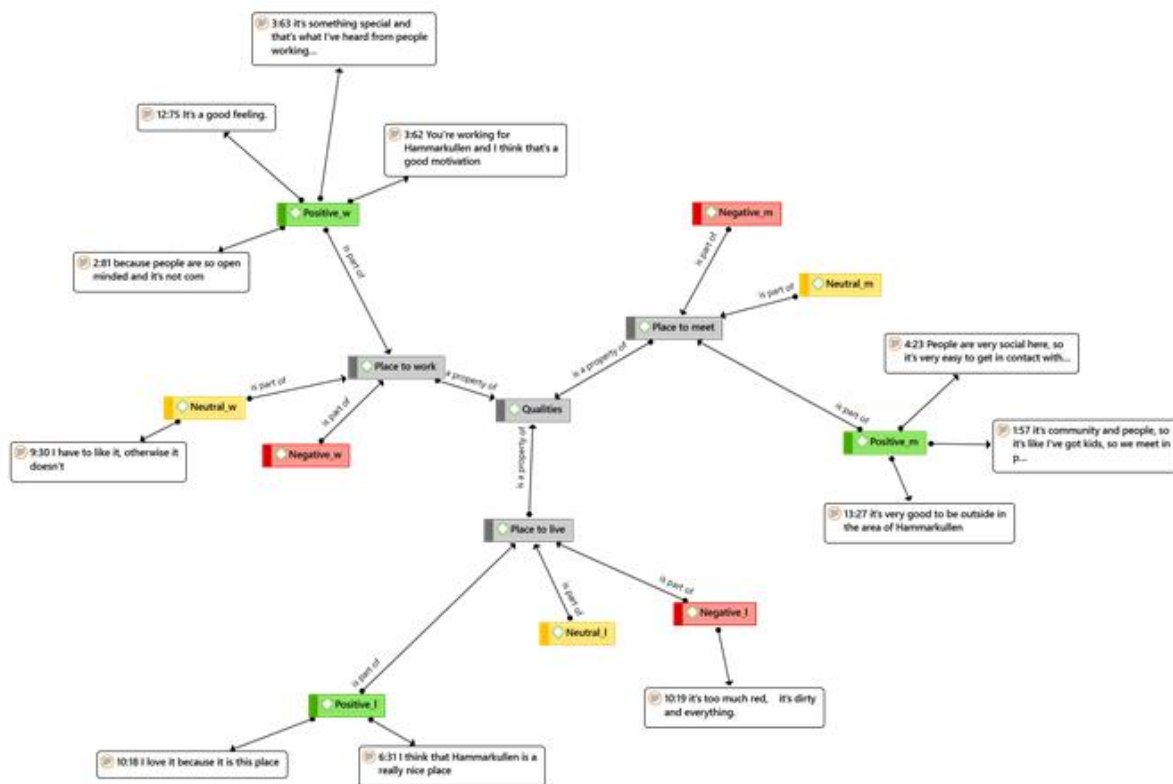 3:63 it's something special and
that's what I've heard from people
working...
12:75 It's a good feeling.
3:62 You're working for
Hammarkullen and I think that's a
good motivation
Positive_w
2:81 because people are so open
minded and it's not com
is part of
Negative_m
is part of
Neutral_m
is part of
Place to meet
4:23 People are very social here, so
it's very easy to get in contact with...
is part of
1:57 it's community and people, so
it's like I've got kids, so we meet in
p...
Positive_m
13:27 it's very good to be outside in
the area of Hammarkullen
Place to work
a property of
is a property of
Qualities
is part of
Neutral_w
9:30 I have to like it, otherwise it
doesn't
is part of
Negative_w
is a property of
Place to live
is part of
Negative_l
is part of
Neutral_l
10:19 it's too much red, it's dirty
and everything.
is part of
Positive_l
10:18 I love it because it is this place
6:31 I think that Hammarkullen is a
really nice place